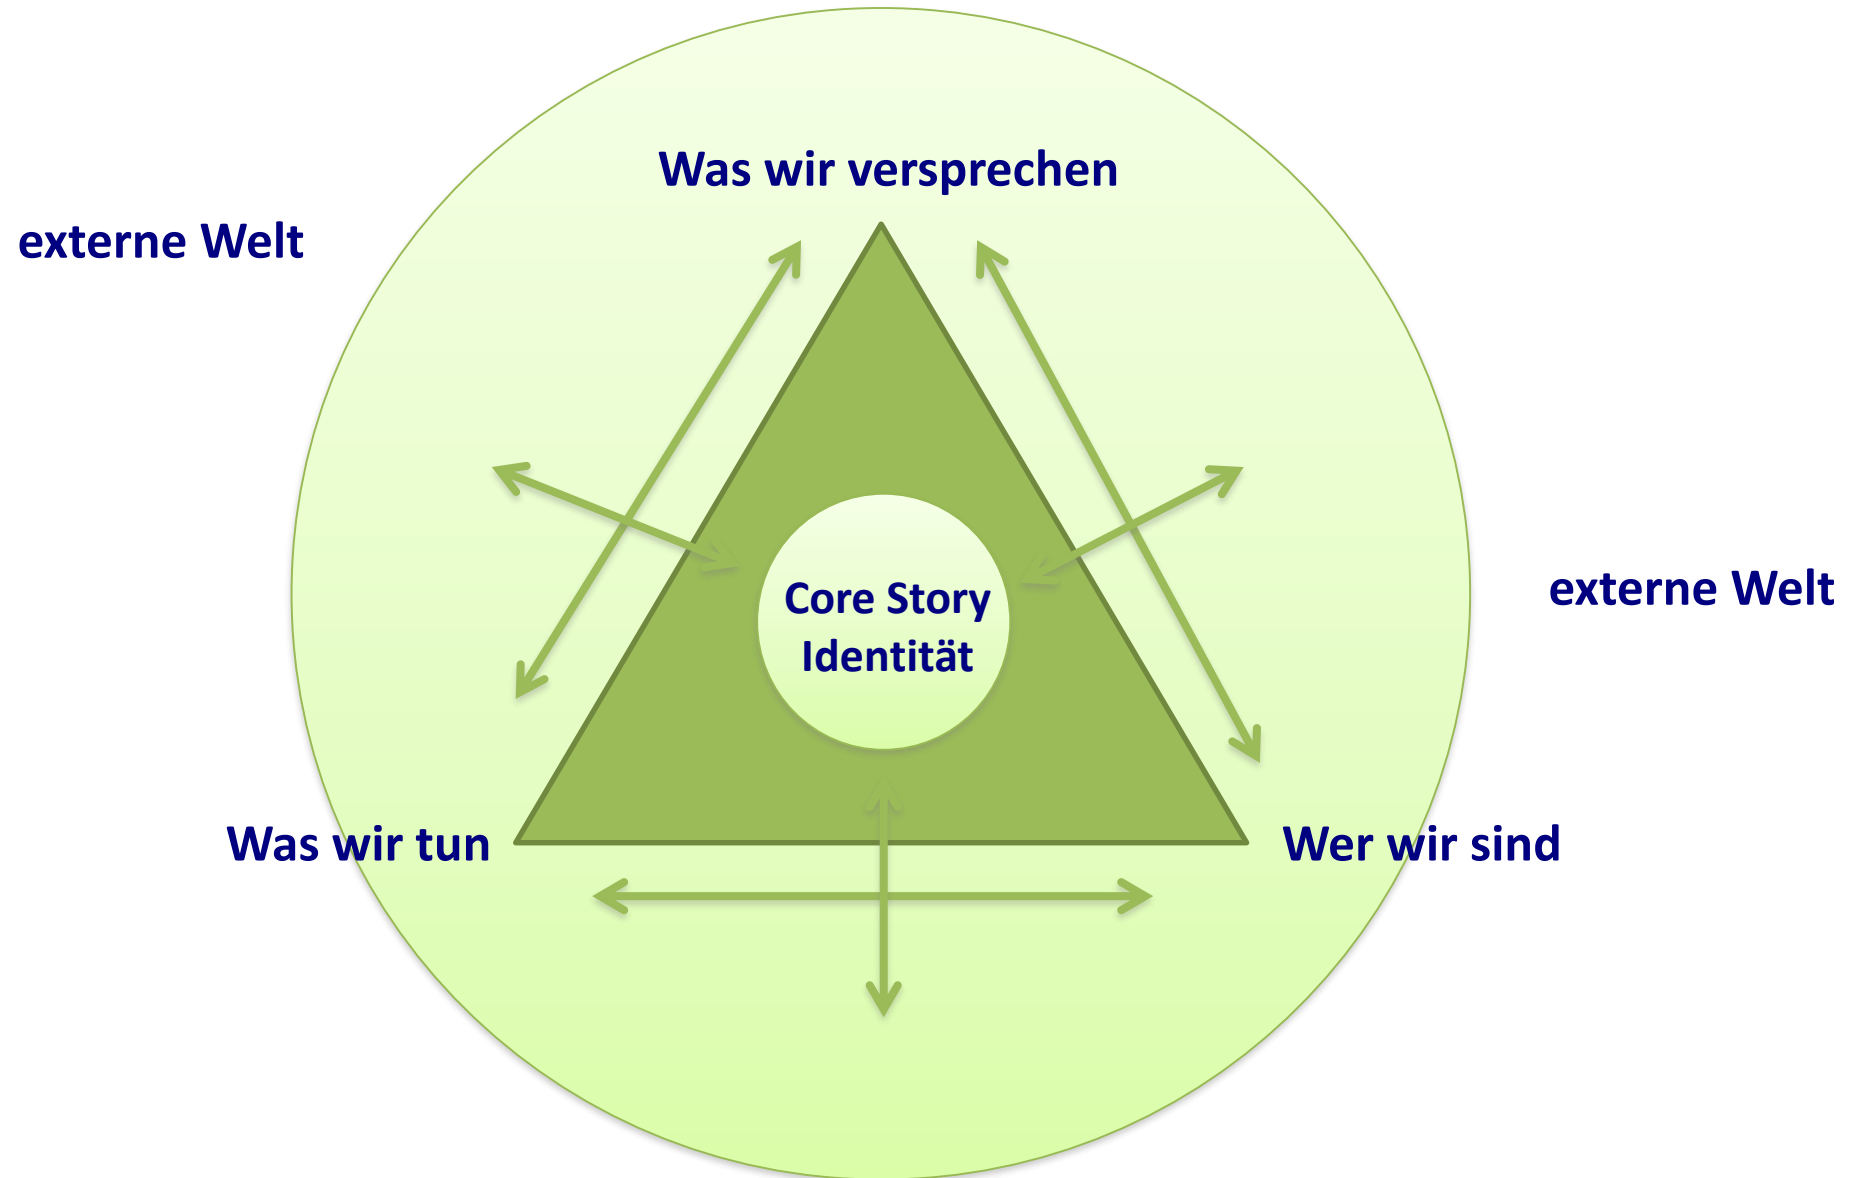 Was wir versprechen
externe Welt
externe Welt
Core Story
Identität
Was wir tun
Wer wir sind